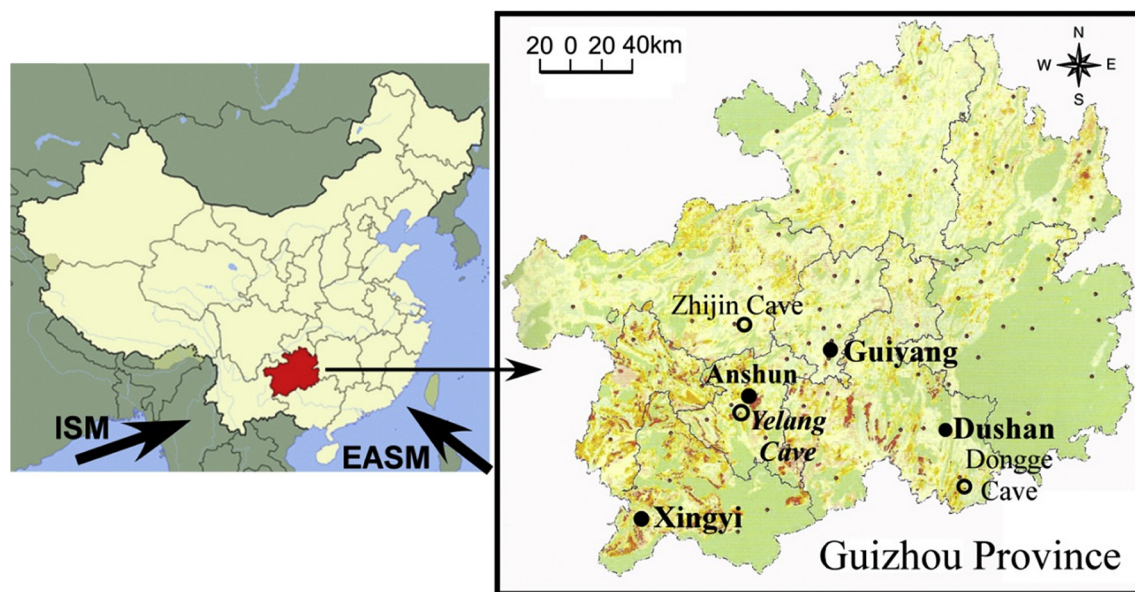 ISM
EASM
20 0 20 40km
N
W E
S
Zhijin Cave
Guiyang
Anshun
Yelang
Cave
Dushan
Dongge
Cave
Xingyi
Guizhou Province